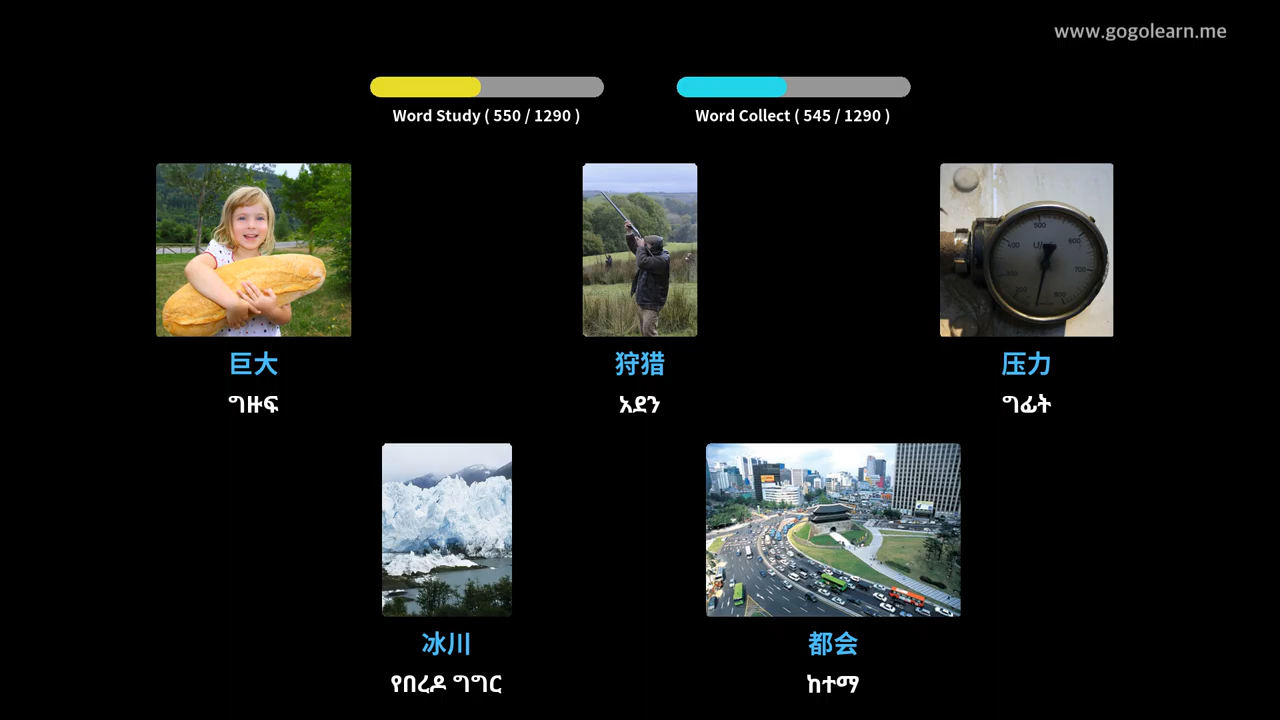 www.gogolearn.me
Word Study ( 550 / 1290 )
Word Collect ( 545 / 1290 )
巨大
狩猎
压力
ግዙፍ
አደን
ግፊት
冰川
都会
የበረዶ ግግር
ከተማ